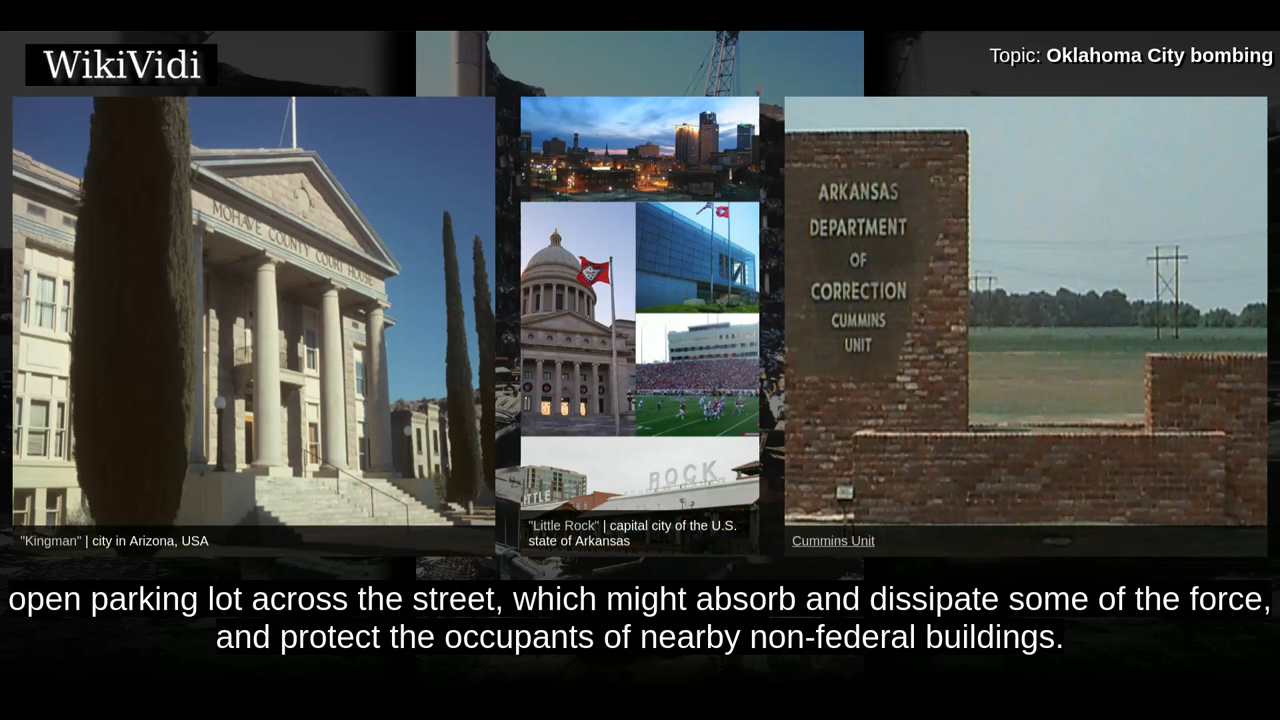 WikiVidi
Topic: Oklahoma City bombing
MOHAVE COUNTY COURT HOUSE
ARKANSAS
DEPARTMENT
OF
CORRECTION
CUMMINS
UNIT
ROCK
TTLE
"Kingman" | city in Arizona, USA
"Little Rock" | capital city of the U.S.
state of Arkansas
Cummins Unit
open parking lot across the street, which might absorb and dissipate some of the force,
and protect the occupants of nearby non-federal buildings.